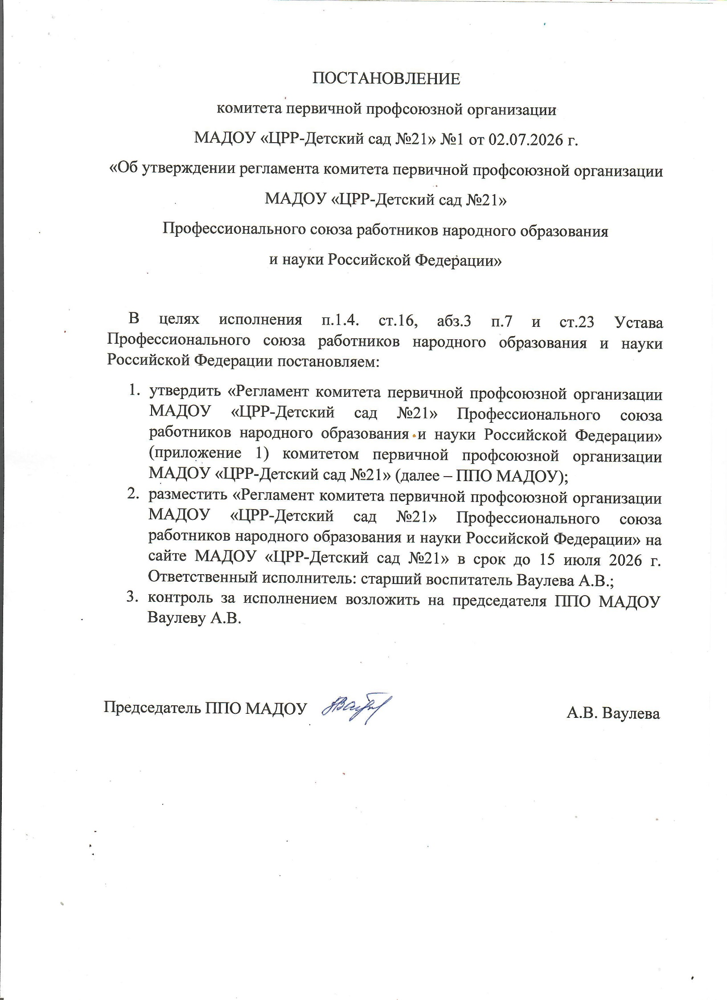 ПОСТАНОВЛЕНИЕ
комитета первичной профсоюзной организации
МАДОУ «ЦРР-Детский сад №21» №1 от 02.07.2026 г.
«Об утверждении регламента комитета первичной профсоюзной организации
МАДОУ «ЦРР-Детский сад №21»
Профессионального союза работников народного образования
и науки Российской Федерации»
В целях исполнения п.1.4. ст.16, абз.3 п.7 и ст.23 Устава
Профессионального союза работников народного образования и науки
Российской Федерации постановляем:
1. утвердить «Регламент комитета первичной профсоюзной организации
МАДОУ «ЦРР-Детский сад №21» Профессионального союза
работников народного образования и науки Российской Федерации»
(приложение 1) комитетом первичной профсоюзной организации
МАДОУ «ЦРР-Детский сад №21» (далее – ППО МАДОУ);
2. разместить «Регламент комитета первичной профсоюзной организации
МАДОУ «ЦРР-Детский сад №21» Профессионального союза
работников народного образования и науки Российской Федерации» на
сайте МАДОУ «ЦРР-Детский сад №21» в срок до 15 июля 2026 г.
Ответственный исполнитель: старший воспитатель Ваулева А.В.;
3. контроль за исполнением возложить на председателя ППО МАДОУ
Ваулеву А.В.
Председатель ППО МАДОУ А.В. Ваулева